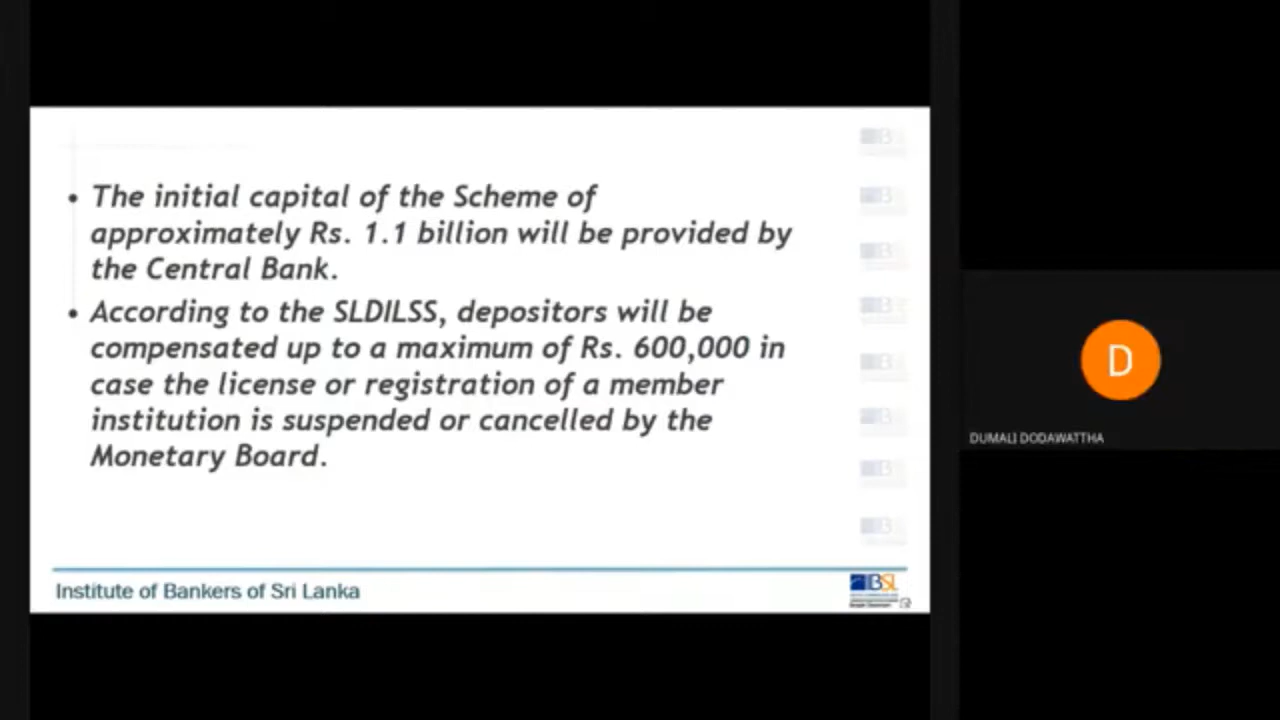 • The initial capital of the Scheme of
approximately Rs. 1.1 billion will be provided by
the Central Bank.
• According to the SLDILSS, depositors will be
compensated up to a maximum of Rs. 600,000 in
case the license or registration of a member
institution is suspended or cancelled by the
Monetary Board.
Institute of Bankers of Sri Lanka
IBSL
D
DUMALI DODAWATTHA